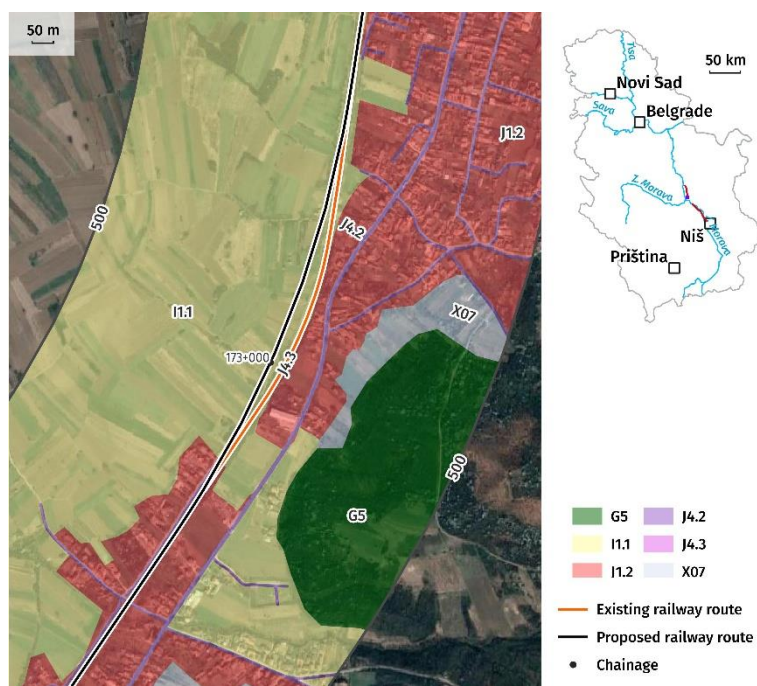 50 m
500
J1.2
J4.2
I1.1
X07
173+000
J4.3
500
G5
50 km
Tisa
Novi Sad
Sava
Belgrade
Z. Morava
Niš
Morava
Priština
G5
J4.2
I1.1
J4.3
J1.2
X07
Existing railway route
Proposed railway route
Chainage